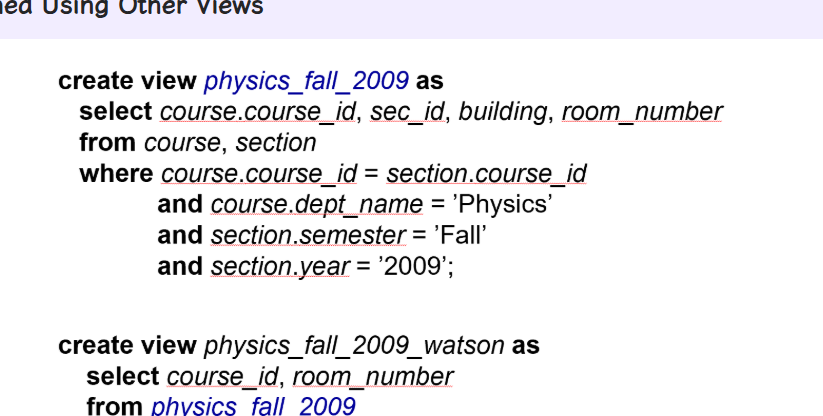 Using Other Views
create view physics_fall_2009 as
select course.course_id, sec_id, building, room_number
from course, section
where course.course_id = section.course_id
and course.dept_name = ’Physics’
and section.semester = ’Fall’
and section.year = ’2009’;
create view physics_fall_2009_watson as
select course_id, room_number
from physics_fall_2009